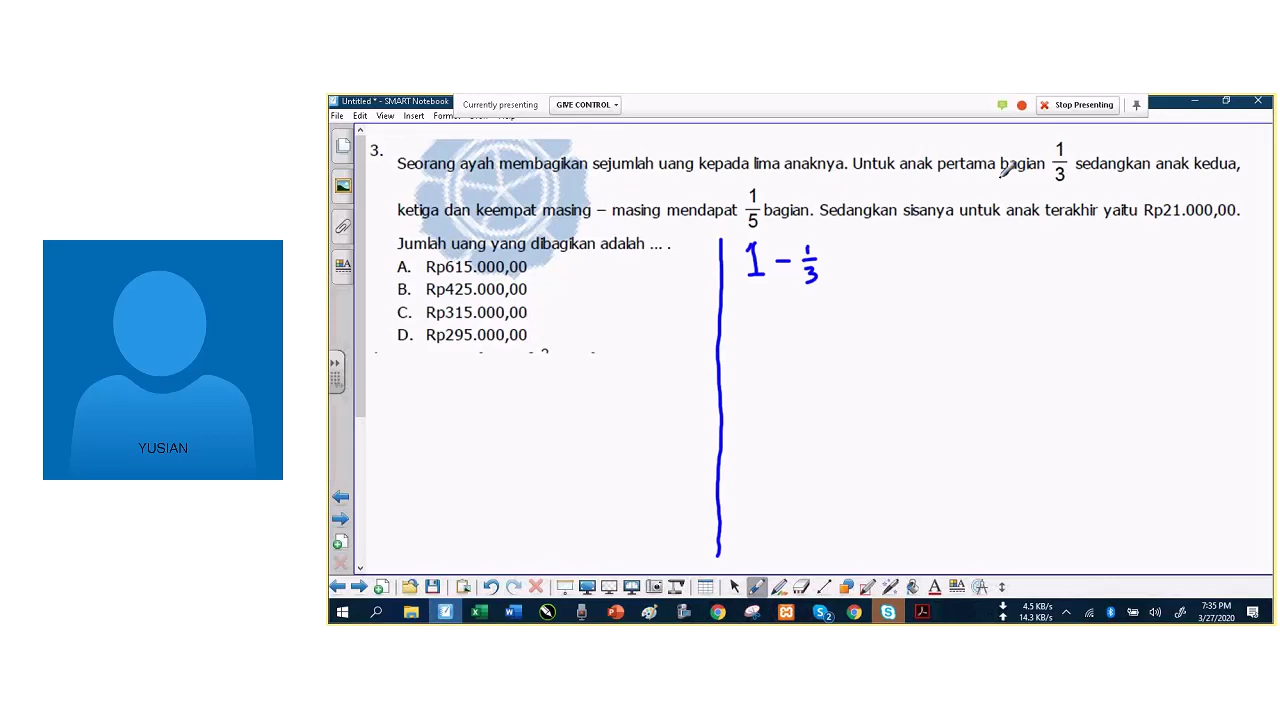 Untitled * - SMART Notebook
Currently presenting
GIVE CONTROL
Stop Presenting
File Edit View Insert
3.
Seorang ayah membagikan sejumlah uang kepada lima anaknya. Untuk anak pertama bagian 1/3 sedangkan anak kedua,
ketiga dan keempat masing – masing mendapat 1/5 bagian. Sedangkan sisanya untuk anak terakhir yaitu Rp21.000,00.
Jumlah uang yang dibagikan adalah ... .
A. Rp615.000,00
B. Rp425.000,00
C. Rp315.000,00
D. Rp295.000,00
1 - 1/3
YUSIAN
4.5 KB/s
14.3 KB/s
7:35 PM
3/27/2020